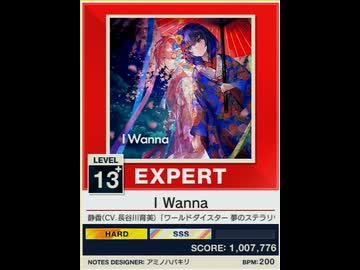 I Wanna
LEVEL
13+
EXPERT
I Wanna
静香(CV.長谷川育美)「ワールドダイスター 夢のステラリウ
HARD
SSS
SCORE: 1,007,776
NOTES DESIGNER: アミノハバキリ
BPM: 200